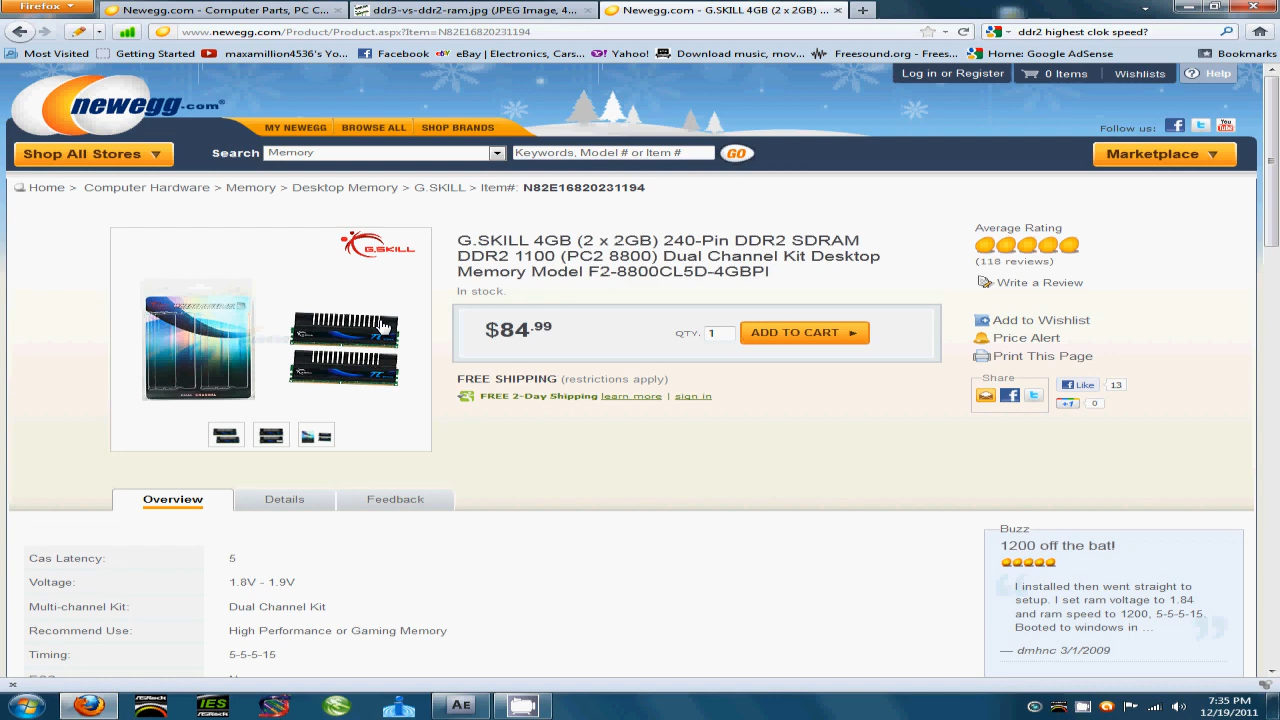 Firefox
Newegg.com - Computer Parts, PC C...
ddr3-vs-ddr2-ram.jpg (JPEG Image, 4...
Newegg.com - G.SKILL 4GB (2 x 2GB) ...
www.newegg.com/Product/Product.aspx?Item=N82E16820231194
ddr2 highest clok speed?
Most Visited
Getting Started
maxamillion536's Yo...
Facebook
eBay | Electronics, Cars...
Yahoo!
Download music, mov...
Freesound.org - Frees...
Home: Google AdSense
Bookmarks
Log in or Register
0 Items
Wishlists
Help
newegg.com
MY NEWEGG
BROWSE ALL
SHOP BRANDS
Follow us:
Shop All Stores
Search
Memory
Keywords, Model # or Item #
GO
Marketplace
Home > Computer Hardware > Memory > Desktop Memory > G.SKILL > Item#: N82E16820231194
G.SKILL
G.SKILL 4GB (2 x 2GB) 240-Pin DDR2 SDRAM
DDR2 1100 (PC2 8800) Dual Channel Kit Desktop
Memory Model F2-8800CL5D-4GBPI
In stock.
$84.99
QTY. 1
ADD TO CART
FREE SHIPPING (restrictions apply)
FREE 2-Day Shipping learn more | sign in
Average Rating
(118 reviews)
Write a Review
Add to Wishlist
Price Alert
Print This Page
Share
Like 13
+1 0
Overview
Details
Feedback
Cas Latency: 5
Voltage: 1.8V - 1.9V
Multi-channel Kit: Dual Channel Kit
Recommend Use: High Performance or Gaming Memory
Timing: 5-5-5-15
Buzz
1200 off the bat!
I installed then went straight to
setup. I set ram voltage to 1.84
and ram speed to 1200, 5-5-5-15.
Booted to windows in ...
— dmhnc 3/1/2009
AE
7:35 PM
12/19/2011